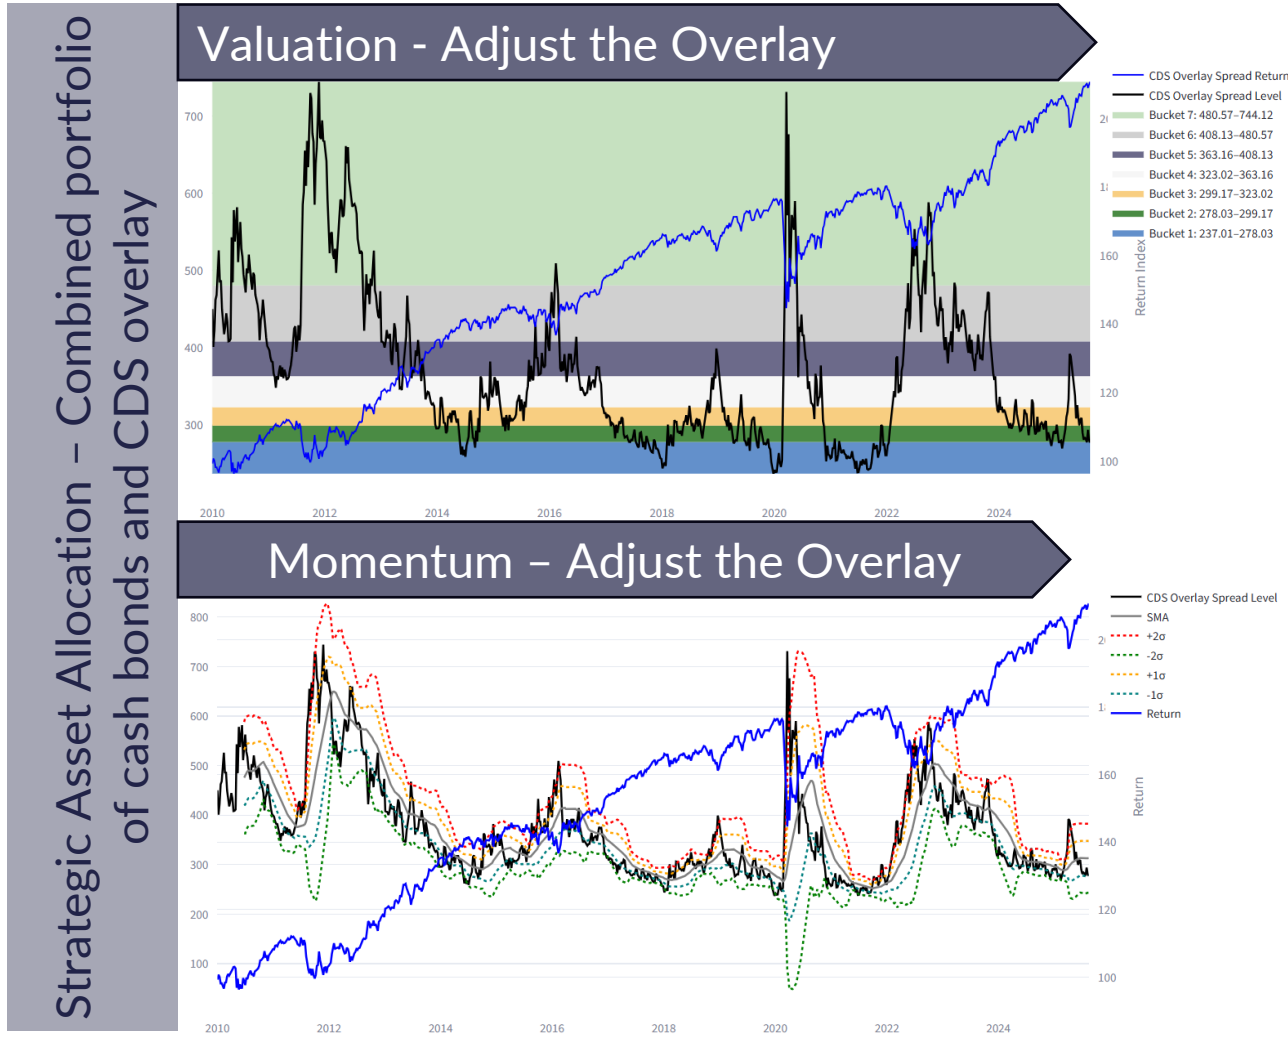 Strategic Asset Allocation – Combined portfolio
of cash bonds and CDS overlay
Valuation - Adjust the Overlay
700
600
500
400
300
160
140
120
100
Return Index
2010 2012 2014 2016 2018 2020 2022 2024
CDS Overlay Spread Return
CDS Overlay Spread Level
Bucket 7: 480.57–744.12
Bucket 6: 408.13–480.57
Bucket 5: 363.16–408.13
Bucket 4: 323.02–363.16
Bucket 3: 299.17–323.02
Bucket 2: 278.03–299.17
Bucket 1: 237.01–278.03
Momentum – Adjust the Overlay
800
700
600
500
400
300
200
100
160
140
120
100
Return
2010 2012 2014 2016 2018 2020 2022 2024
CDS Overlay Spread Level
SMA
+2σ
-2σ
+1σ
-1σ
Return